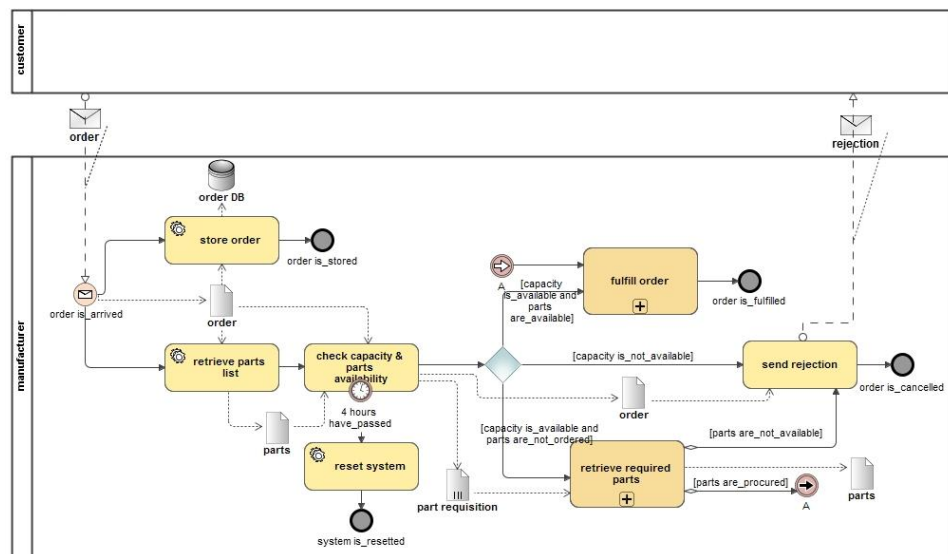 customer
order
rejection
manufacturer
order DB
store order
order is_stored
order is_arrived
order
A
[capacity
is_available and
parts
are_available]
fulfill order
order is_fulfilled
retrieve parts
list
check capacity &
parts
availability
[capacity is_not_available]
send rejection
order is_cancelled
4 hours
have_passed
parts
order
[capacity is_available and
parts are_not_ordered]
[parts are_not_available]
reset system
retrieve required
parts
[parts are_procured]
parts
A
part requisition
system is_resetted